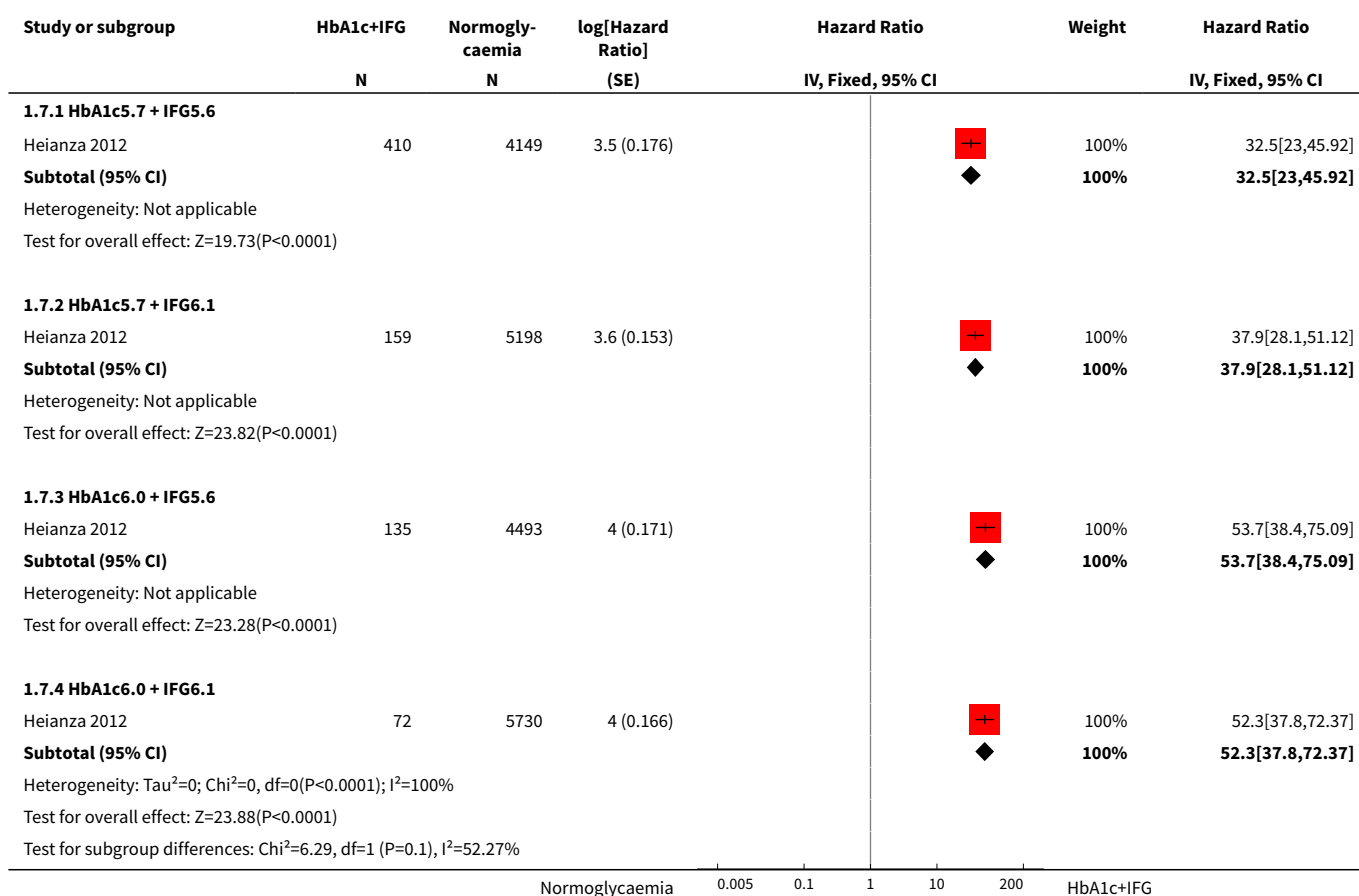 Study or subgroup HbA1c+IFG Normogly- log[Hazard Hazard Ratio Weight Hazard Ratio
caemia Ratio]
N N (SE) IV, Fixed, 95% CI IV, Fixed, 95% CI
1.7.1 HbA1c5.7 + IFG5.6
Heianza 2012 410 4149 3.5 (0.176) 100% 32.5[23,45.92]
Subtotal (95% CI) 100% 32.5[23,45.92]
Heterogeneity: Not applicable
Test for overall effect: Z=19.73(P<0.0001)
1.7.2 HbA1c5.7 + IFG6.1
Heianza 2012 159 5198 3.6 (0.153) 100% 37.9[28.1,51.12]
Subtotal (95% CI) 100% 37.9[28.1,51.12]
Heterogeneity: Not applicable
Test for overall effect: Z=23.82(P<0.0001)
1.7.3 HbA1c6.0 + IFG5.6
Heianza 2012 135 4493 4 (0.171) 100% 53.7[38.4,75.09]
Subtotal (95% CI) 100% 53.7[38.4,75.09]
Heterogeneity: Not applicable
Test for overall effect: Z=23.28(P<0.0001)
1.7.4 HbA1c6.0 + IFG6.1
Heianza 2012 72 5730 4 (0.166) 100% 52.3[37.8,72.37]
Subtotal (95% CI) 100% 52.3[37.8,72.37]
Heterogeneity: Tau²=0; Chi²=0, df=0(P<0.0001); I²=100%
Test for overall effect: Z=23.88(P<0.0001)
Test for subgroup differences: Chi²=6.29, df=1 (P=0.1), I²=52.27%
Normoglycaemia 0.005 0.1 1 10 200 HbA1c+IFG